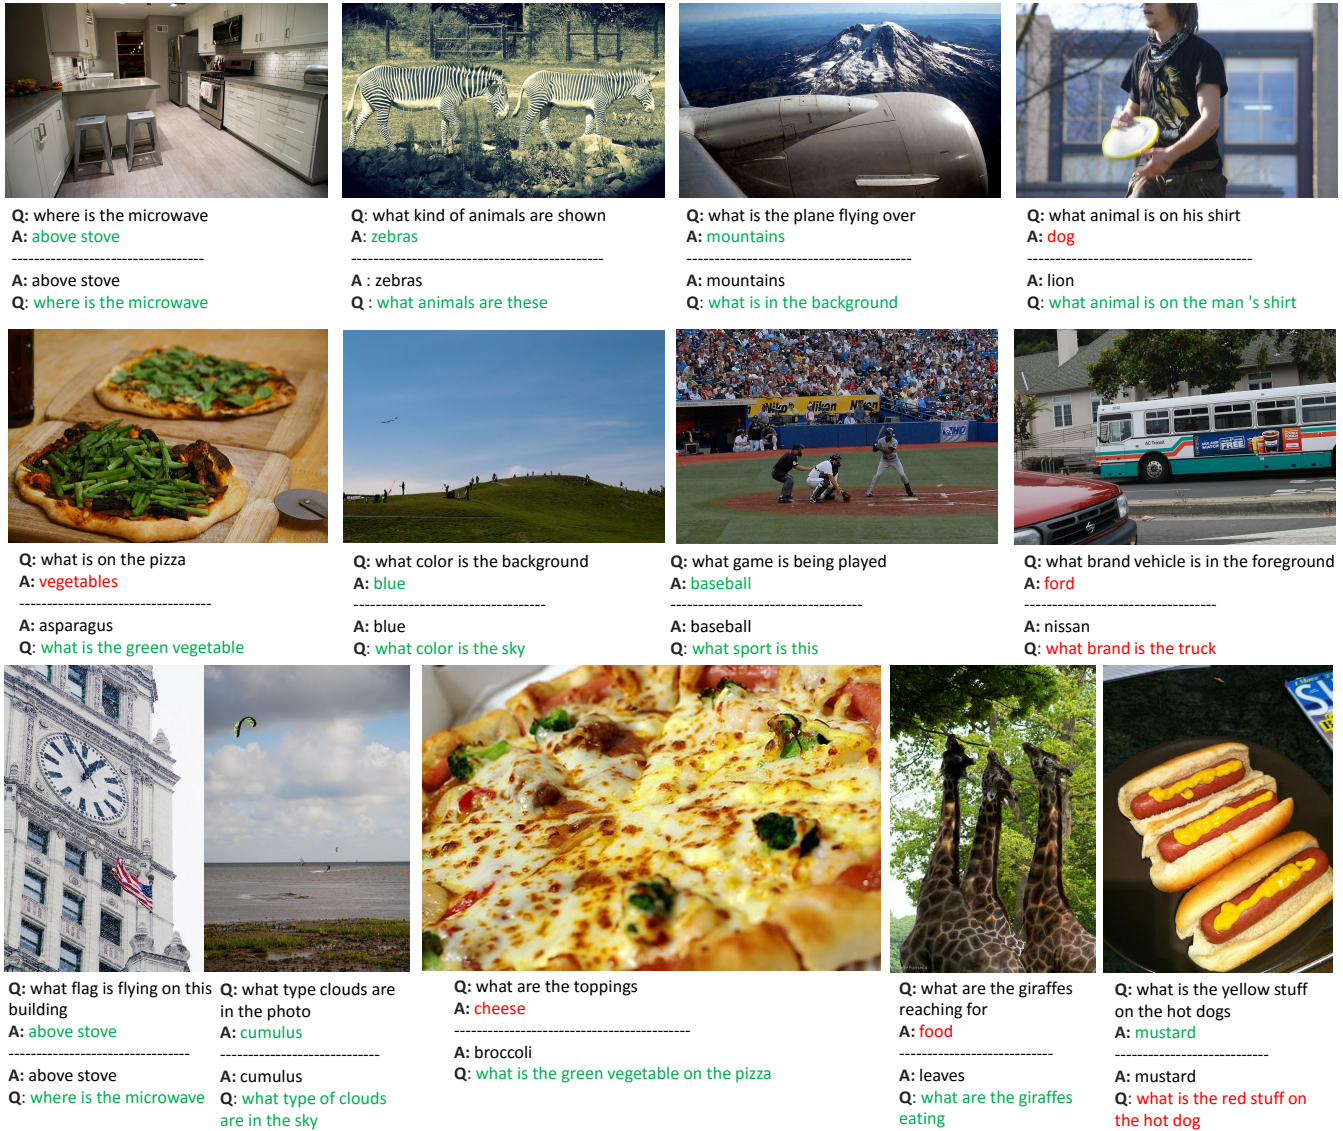 Q: where is the microwave
A: above stove
-----------------------------------
A: above stove
Q: where is the microwave
Q: what kind of animals are shown
A: zebras
----------------------------------------------
A : zebras
Q : what animals are these
Q: what is the plane flying over
A: mountains
----------------------------------------------
A: mountains
Q: what is in the background
Q: what animal is on his shirt
A: dog
-----------------------------------------
A: lion
Q: what animal is on the man 's shirt
Nikon
Nikon
HD
AC Transit
FREE
Q: what is on the pizza
A: vegetables
-----------------------------------
A: asparagus
Q: what is the green vegetable
Q: what color is the background
A: blue
-----------------------------------
A: blue
Q: what color is the sky
Q: what game is being played
A: baseball
-----------------------------------
A: baseball
Q: what sport is this
Q: what brand vehicle is in the foreground
A: ford
-----------------------------------
A: nissan
Q: what brand is the truck
Q: what flag is flying on this
building
A: above stove
---------------------------------
A: above stove
Q: where is the microwave
Q: what type clouds are
in the photo
A: cumulus
-----------------------------
A: cumulus
Q: what type of clouds
are in the sky
Q: what are the toppings
A: cheese
-------------------------------------------
A: broccoli
Q: what is the green vegetable on the pizza
Q: what are the giraffes
reaching for
A: food
----------------------------
A: leaves
Q: what are the giraffes
eating
Q: what is the yellow stuff
on the hot dogs
A: mustard
----------------------------
A: mustard
Q: what is the red stuff on
the hot dog